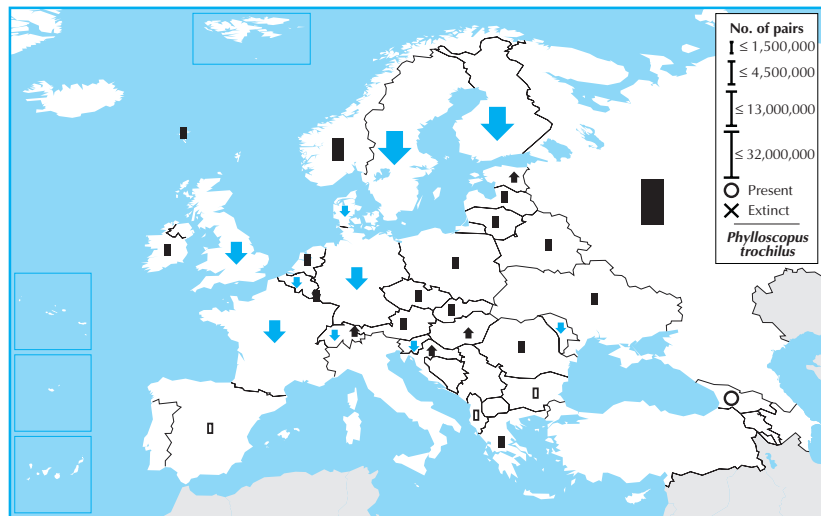 No. of pairs
≤ 1,500,000
≤ 4,500,000
≤ 13,000,000
≤ 32,000,000
Present
Extinct
Phylloscopus
trochilus